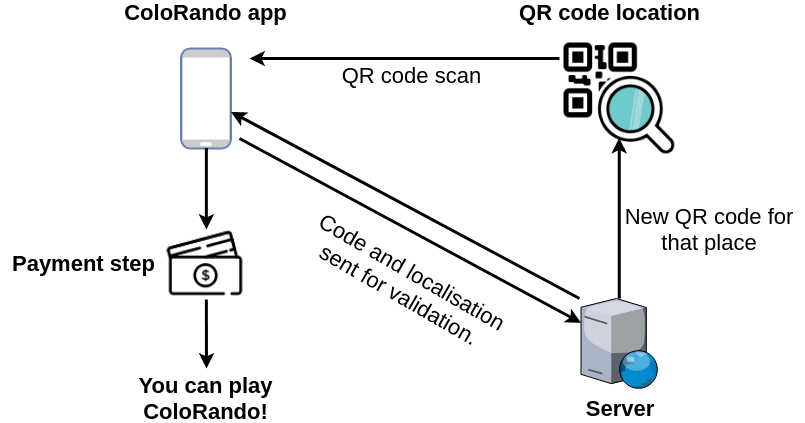 ColoRando app
QR code location
QR code scan
New QR code for
that place
Code and localisation
sent for validation.
Payment step
$
You can play
ColoRando!
Server